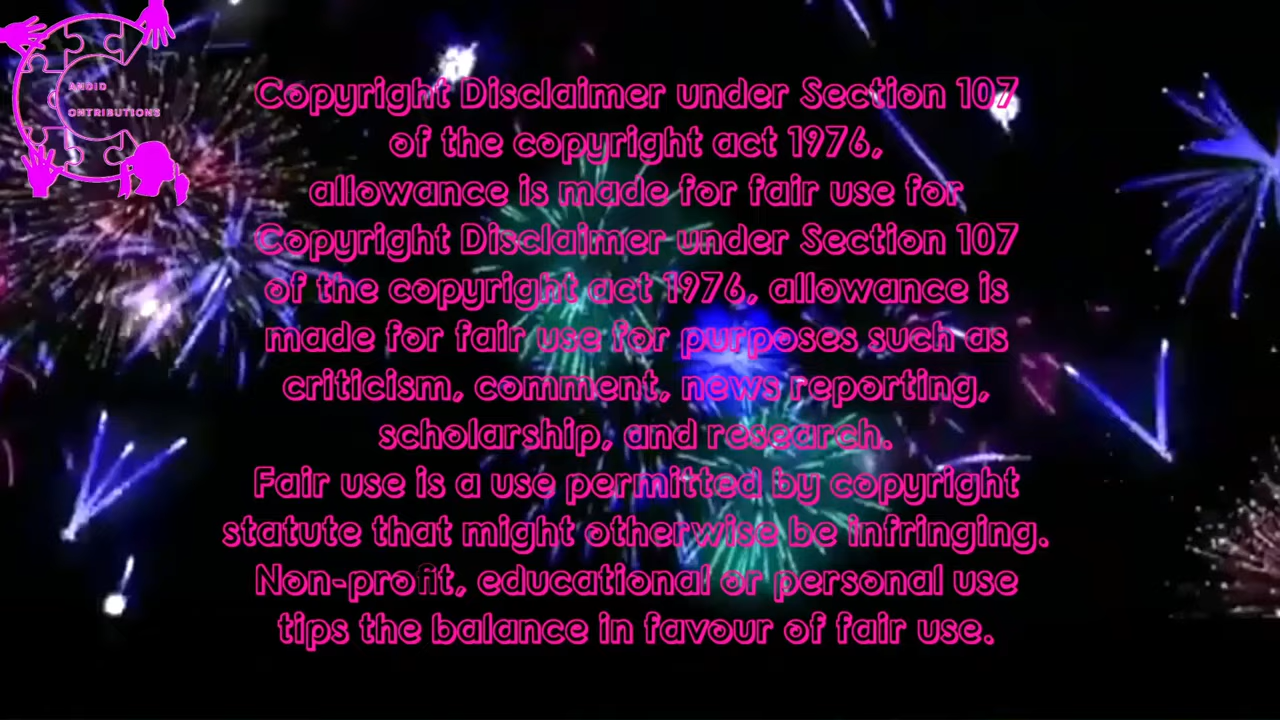 ANDID
ONTRIBUTIONS
Copyright Disclaimer under Section 107
of the copyright act 1976,
allowance is made for fair use for
Copyright Disclaimer under Section 107
of the copyright act 1976, allowance is
made for fair use for purposes such as
criticism, comment, news reporting,
scholarship, and research.
Fair use is a use permitted by copyright
statute that might otherwise be infringing.
Non-profit, educational or personal use
tips the balance in favour of fair use.